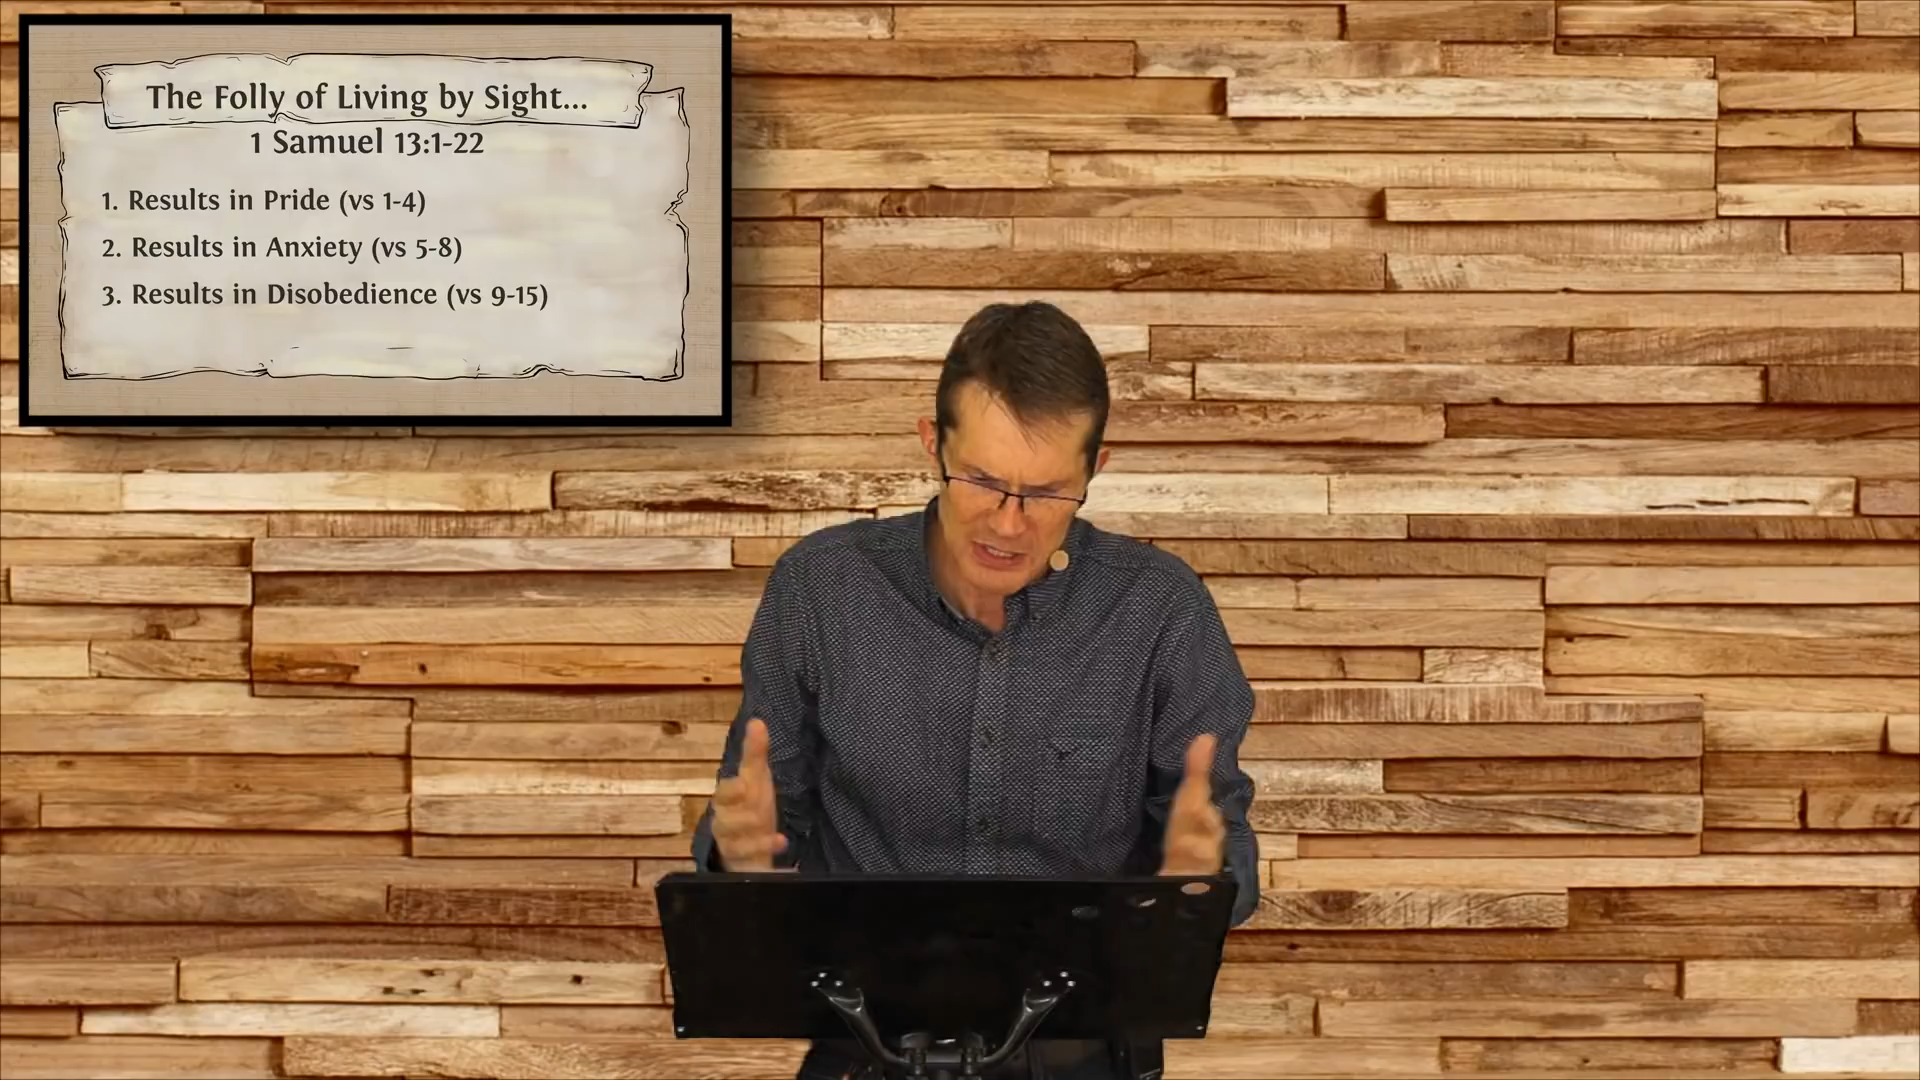 The Folly of Living by Sight...
1 Samuel 13:1-22
1. Results in Pride (vs 1-4)
2. Results in Anxiety (vs 5-8)
3. Results in Disobedience (vs 9-15)